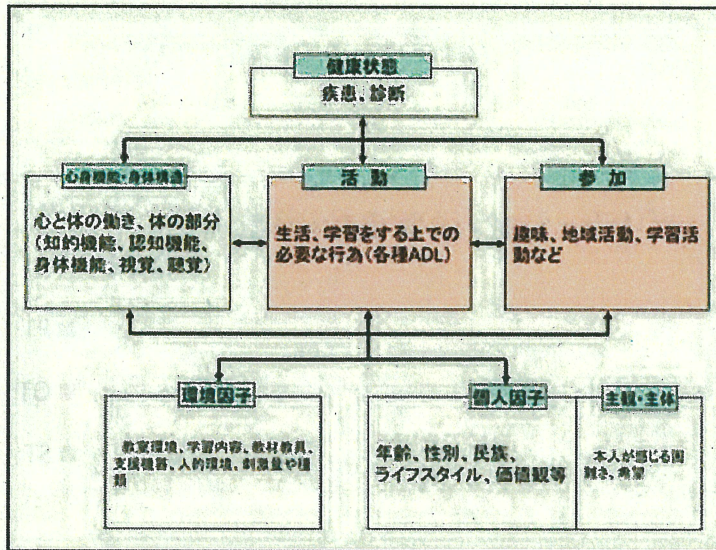 健康状態
疾患、診断
心身機能・身体構造
活動
参加
心と体の働き、体の部分
(知的機能、認知機能、
身体機能、視覚、聴覚)
生活、学習をする上での
必要な行為(各種ADL)
趣味、地域活動、学習活
動など
環境因子
個人因子
主観・主体
教室環境、学習内容、教材教具、
支援機器、人的環境、刺激量や種
類
年齢、性別、民族、
ライフスタイル、価値観等
本人が感じる困
難さ、希望